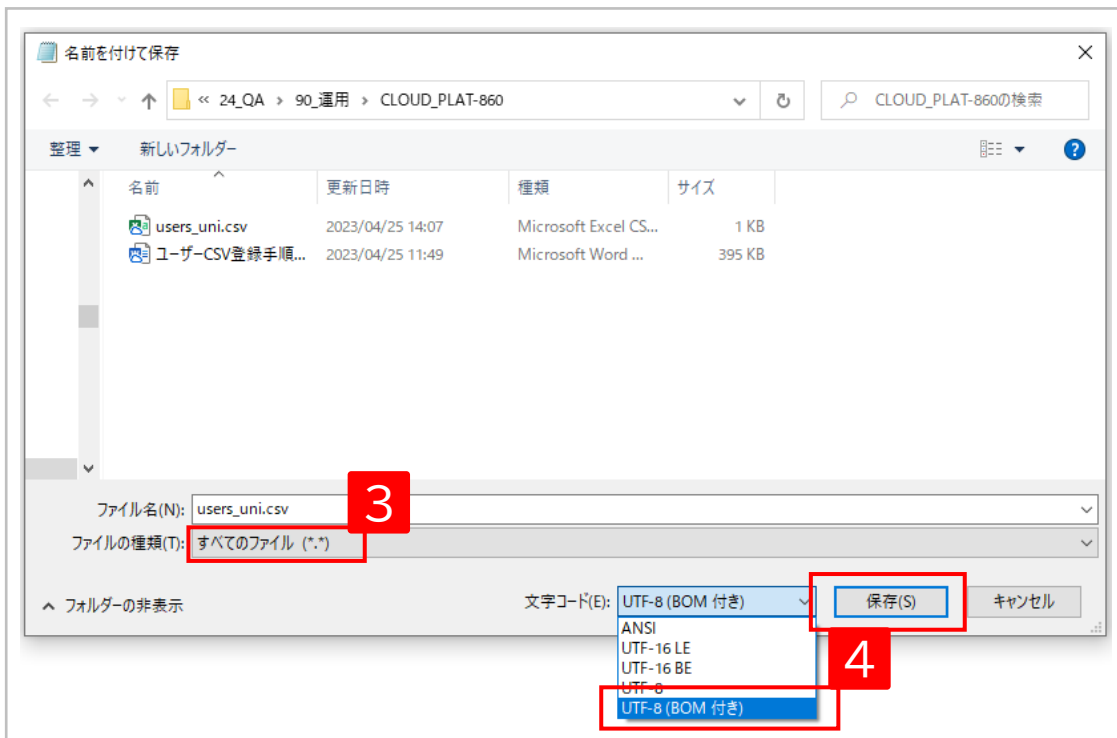 名前を付けて保存
« 24_QA › 90_運用 › CLOUD_PLAT-860
CLOUD_PLAT-860の検索
整理 新しいフォルダー
名前 更新日時 種類 サイズ
users_uni.csv 2023/04/25 14:07 Microsoft Excel CS... 1 KB
ユーザーCSV登録手順... 2023/04/25 11:49 Microsoft Word ... 395 KB
3
ファイル名(N): users_uni.csv
ファイルの種類(T): すべてのファイル (*.*)
フォルダーの非表示 文字コード(E): UTF-8 (BOM 付き) 保存(S) キャンセル
ANSI
UTF-16 LE
UTF-16 BE
UTF-8
UTF-8 (BOM 付き)
4